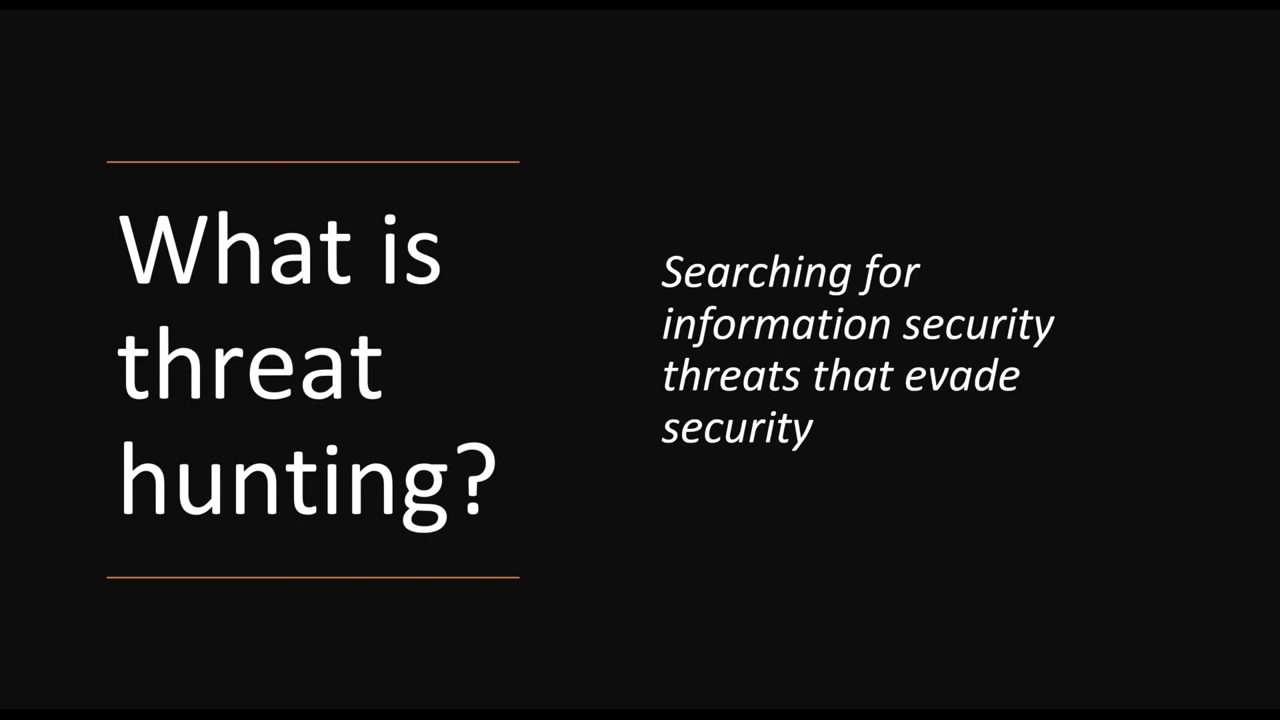 What is
threat
hunting?
Searching for
information security
threats that evade
security